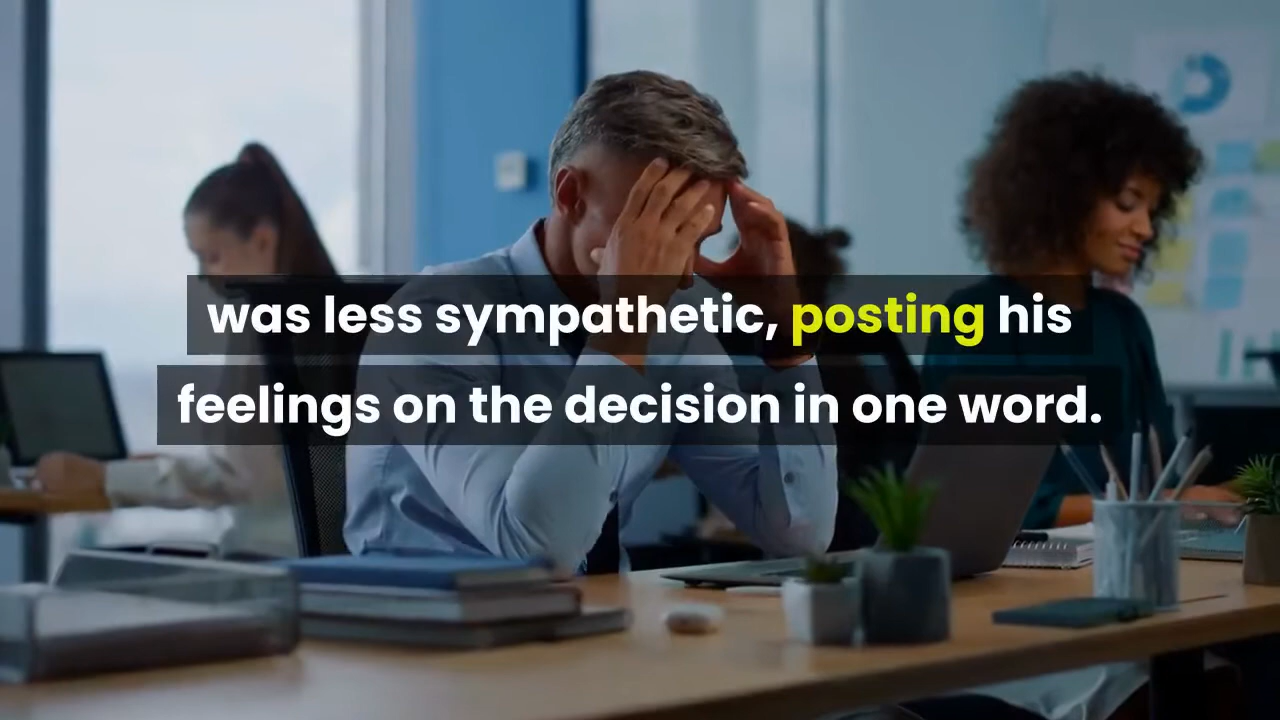 was less sympathetic, posting his
feelings on the decision in one word.